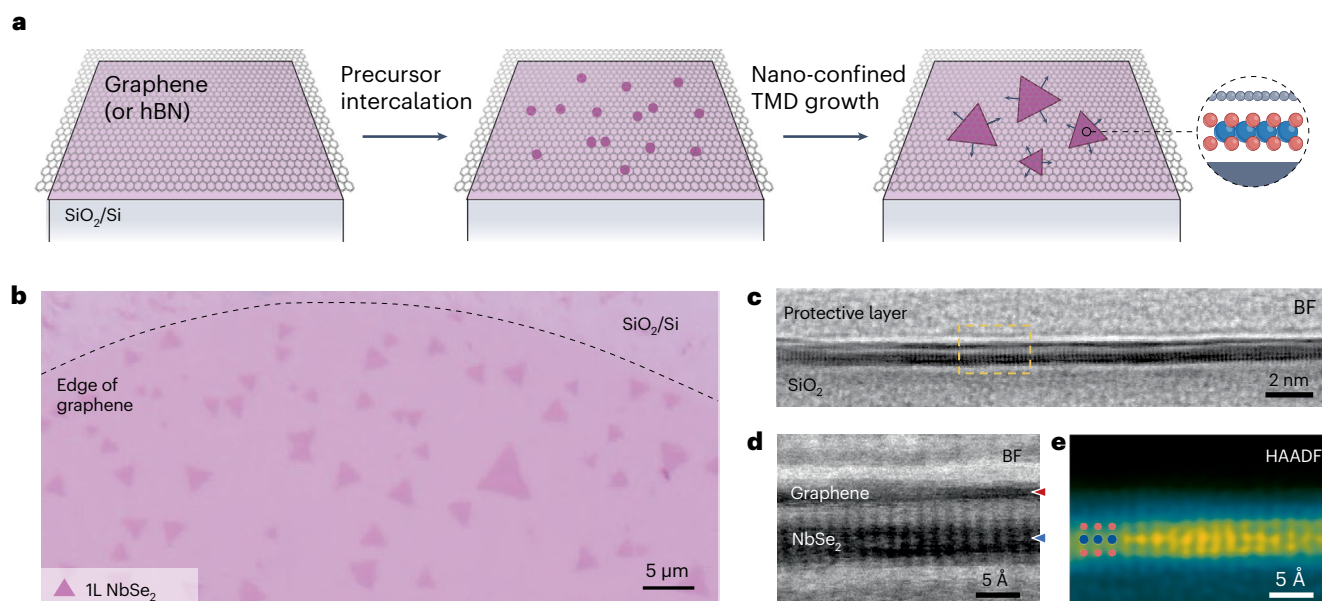 a
Graphene
(or hBN)
SiO₂/Si
Precursor
intercalation
Nano-confined
TMD growth
b
SiO₂/Si
Edge of
graphene
1L NbSe₂
5 µm
c
Protective layer
BF
SiO₂
2 nm
d
BF
Graphene
NbSe₂
5 Å
e
HAADF
5 Å